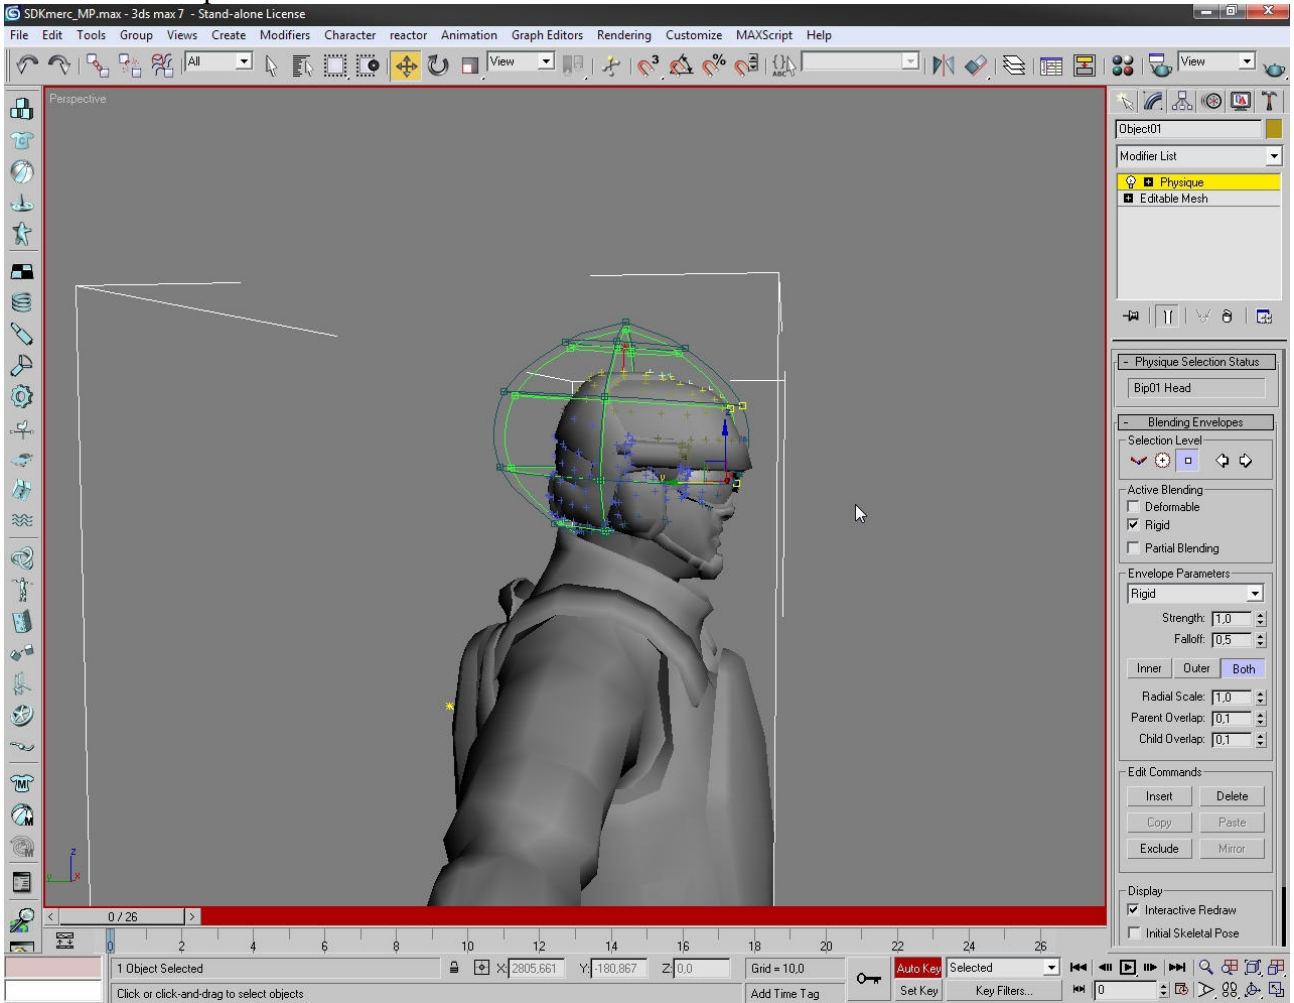 SDKmerc_MP.max - 3ds max 7 - Stand-alone License
File Edit Tools Group Views Create Modifiers Character reactor Animation Graph Editors Rendering Customize MAXScript Help
All
View
View
Perspective
Object01
Modifier List
Physique
Editable Mesh
- Physique Selection Status
Bip01 Head
- Blending Envelopes
Selection Level
Active Blending
Deformable
Rigid
Partial Blending
Envelope Parameters
Rigid
Strength: 1,0
Falloff: 0,5
Inner Outer Both
Radial Scale: 1,0
Parent Overlap: 0,1
Child Overlap: 0,1
Edit Commands
Insert Delete
Copy Paste
Exclude Mirror
Display
Interactive Redraw
Initial Skeletal Pose
z
y x
< 0 / 26 >
0 2 4 6 8 10 12 14 16 18 20 22 24 26
1 Object Selected X: 2805,661 Y: -180,867 Z: 0,0 Grid = 10,0 Auto Key Selected
Click or click-and-drag to select objects Add Time Tag Set Key Key Filters... 0